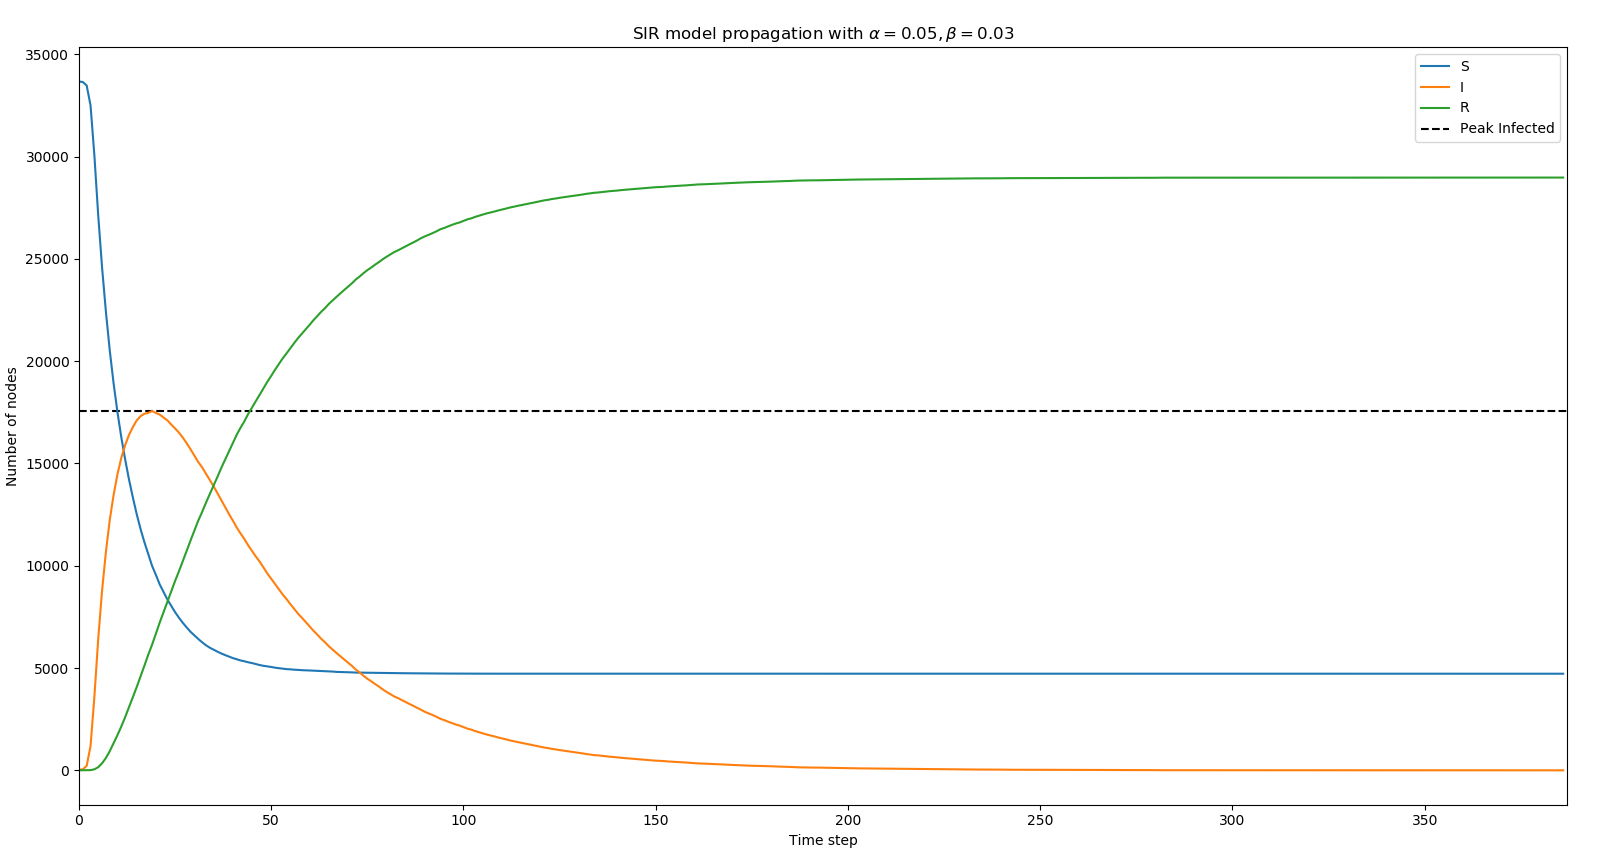 SIR model propagation with α = 0.05, β = 0.03
35000
30000
25000
20000
15000
10000
5000
0
Number of nodes
S
I
R
Peak Infected
0 50 100 150 200 250 300 350
Time step